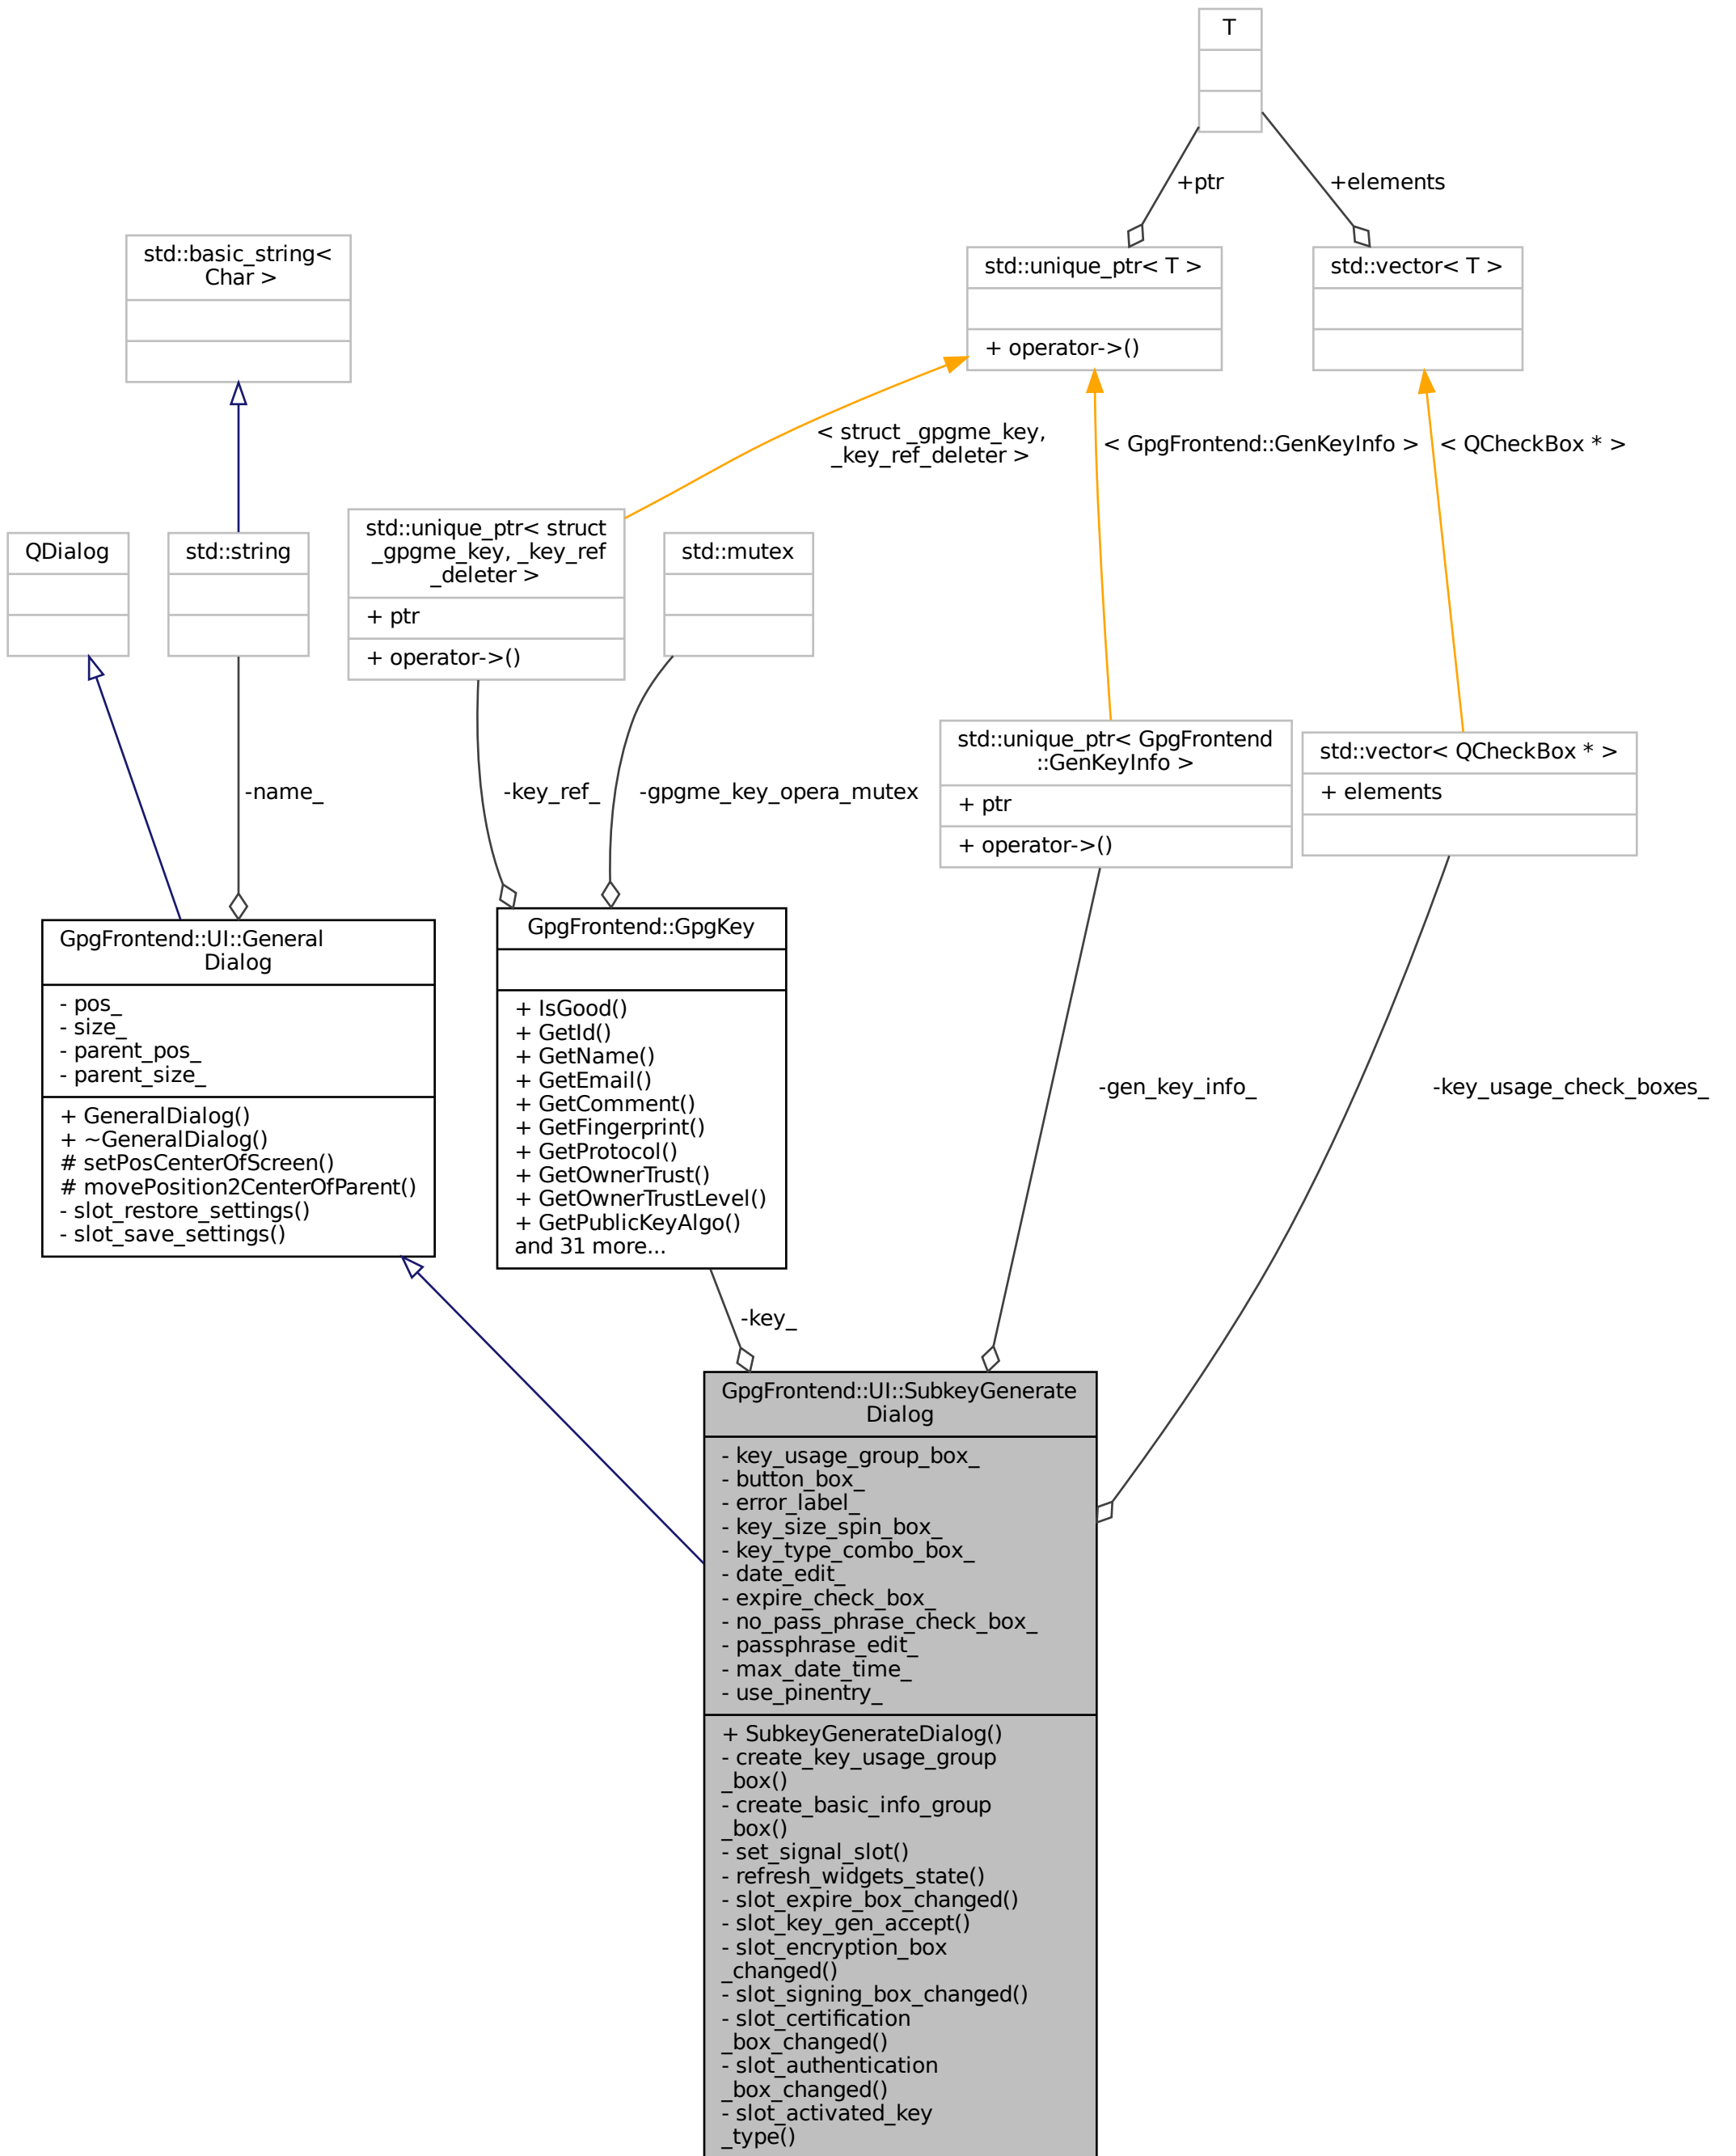 T
+ptr
+elements
std::basic_string<
Char >
std::unique_ptr< T >
+ operator->()
std::vector< T >
< struct _gpgme_key,
_key_ref_deleter >
< GpgFrontend::GenKeyInfo >
< QCheckBox * >
QDialog
std::string
std::unique_ptr< struct
_gpgme_key, _key_ref
_deleter >
+ ptr
+ operator->()
std::mutex
std::unique_ptr< GpgFrontend
::GenKeyInfo >
+ ptr
+ operator->()
std::vector< QCheckBox * >
+ elements
-name_
-key_ref_
-gpgme_key_opera_mutex
GpgFrontend::UI::General
Dialog
- pos_
- size_
- parent_pos_
- parent_size_
+ GeneralDialog()
+ ~GeneralDialog()
# setPosCenterOfScreen()
# movePosition2CenterOfParent()
- slot_restore_settings()
- slot_save_settings()
GpgFrontend::GpgKey
+ IsGood()
+ GetId()
+ GetName()
+ GetEmail()
+ GetComment()
+ GetFingerprint()
+ GetProtocol()
+ GetOwnerTrust()
+ GetOwnerTrustLevel()
+ GetPublicKeyAlgo()
and 31 more...
-gen_key_info_
-key_usage_check_boxes_
-key_
GpgFrontend::UI::SubkeyGenerate
Dialog
- key_usage_group_box_
- button_box_
- error_label_
- key_size_spin_box_
- key_type_combo_box_
- date_edit_
- expire_check_box_
- no_pass_phrase_check_box_
- passphrase_edit_
- max_date_time_
- use_pinentry_
+ SubkeyGenerateDialog()
- create_key_usage_group
_box()
- create_basic_info_group
_box()
- set_signal_slot()
- refresh_widgets_state()
- slot_expire_box_changed()
- slot_key_gen_accept()
- slot_encryption_box
_changed()
- slot_signing_box_changed()
- slot_certification
_box_changed()
- slot_authentication
_box_changed()
- slot_activated_key
_type()